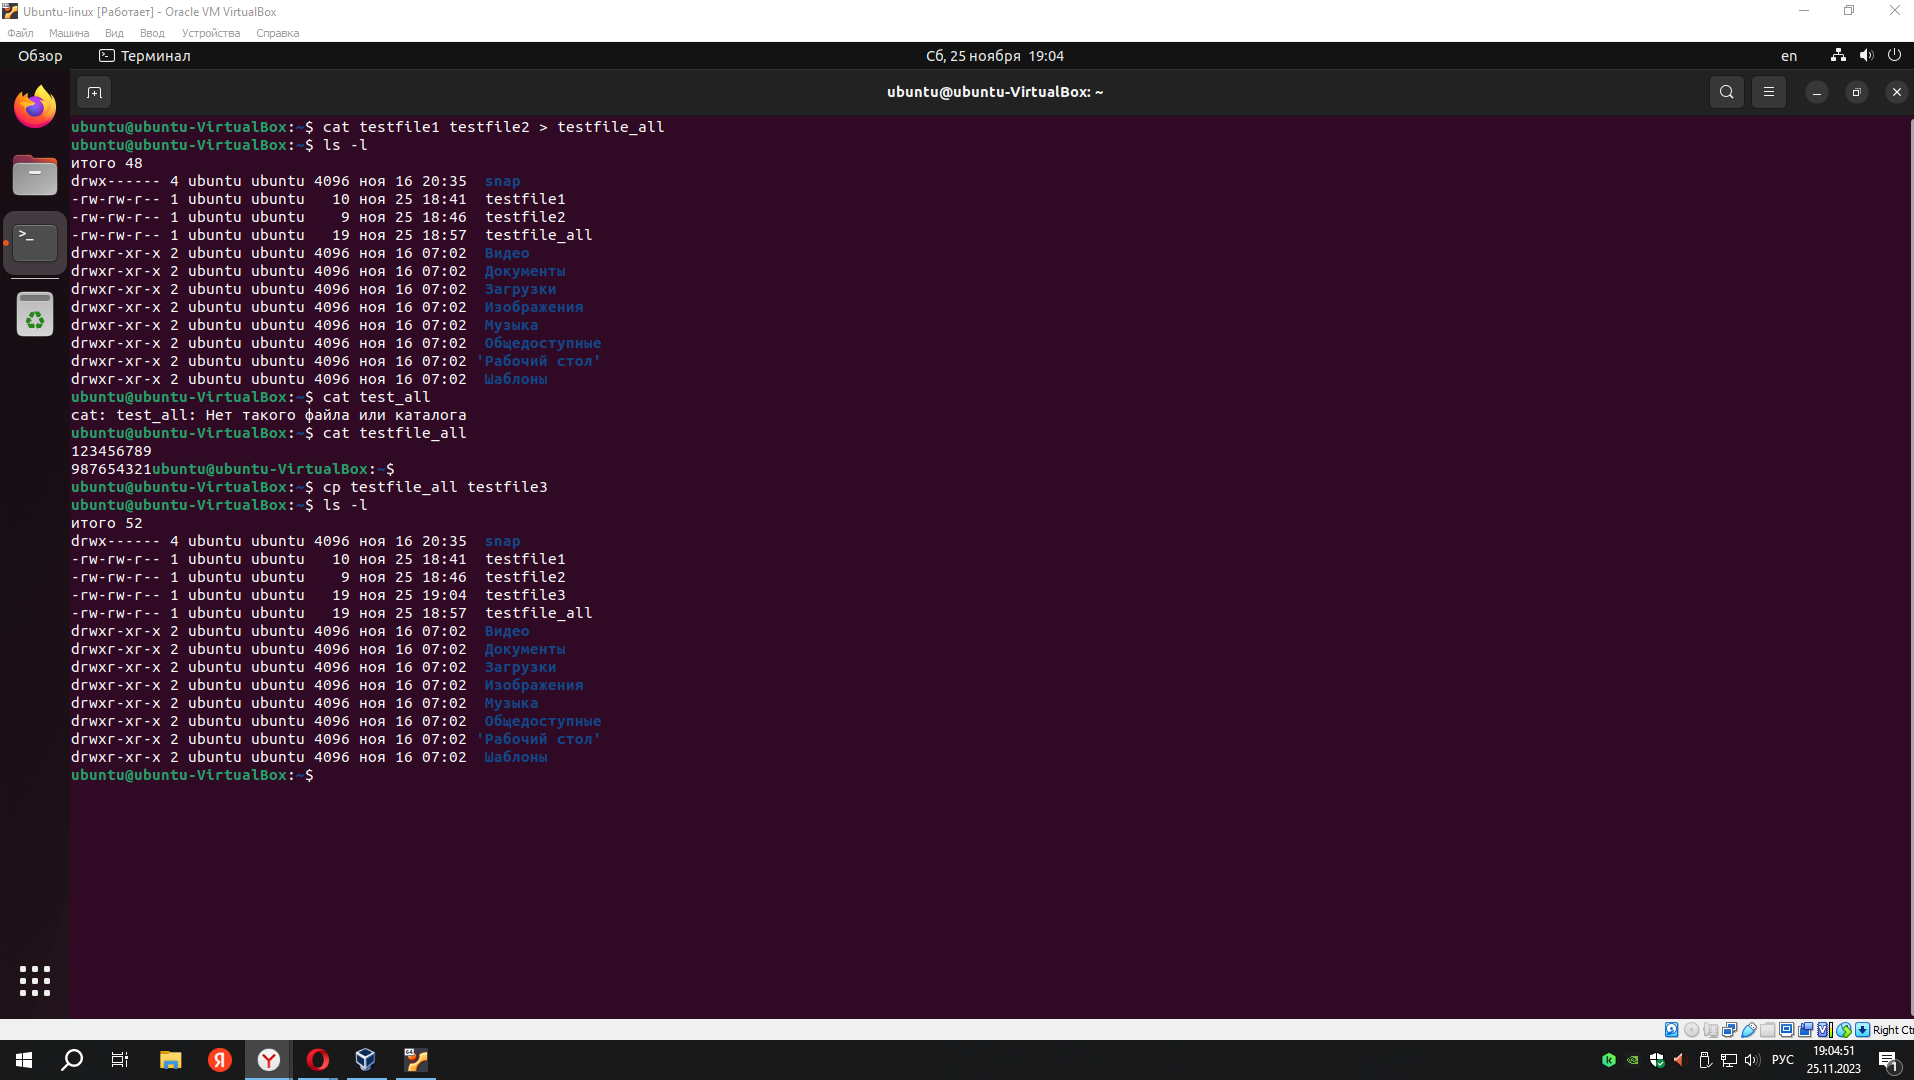 Ubuntu-linux [Работает] - Oracle VM VirtualBox
Файл Машина Вид Ввод Устройства Справка
Обзор Терминал Сб, 25 ноября 19:04 en
ubuntu@ubuntu-VirtualBox: ~
ubuntu@ubuntu-VirtualBox:~$ cat testfile1 testfile2 > testfile_all
ubuntu@ubuntu-VirtualBox:~$ ls -l
итого 48
drwx------ 4 ubuntu ubuntu 4096 ноя 16 20:35  snap
-rw-rw-r-- 1 ubuntu ubuntu   10 ноя 25 18:41  testfile1
-rw-rw-r-- 1 ubuntu ubuntu    9 ноя 25 18:46  testfile2
-rw-rw-r-- 1 ubuntu ubuntu   19 ноя 25 18:57  testfile_all
drwxr-xr-x 2 ubuntu ubuntu 4096 ноя 16 07:02  Видео
drwxr-xr-x 2 ubuntu ubuntu 4096 ноя 16 07:02  Документы
drwxr-xr-x 2 ubuntu ubuntu 4096 ноя 16 07:02  Загрузки
drwxr-xr-x 2 ubuntu ubuntu 4096 ноя 16 07:02  Изображения
drwxr-xr-x 2 ubuntu ubuntu 4096 ноя 16 07:02  Музыка
drwxr-xr-x 2 ubuntu ubuntu 4096 ноя 16 07:02  Общедоступные
drwxr-xr-x 2 ubuntu ubuntu 4096 ноя 16 07:02 'Рабочий стол'
drwxr-xr-x 2 ubuntu ubuntu 4096 ноя 16 07:02  Шаблоны
ubuntu@ubuntu-VirtualBox:~$ cat test_all
cat: test_all: Нет такого файла или каталога
ubuntu@ubuntu-VirtualBox:~$ cat testfile_all
123456789
987654321ubuntu@ubuntu-VirtualBox:~$
ubuntu@ubuntu-VirtualBox:~$ cp testfile_all testfile3
ubuntu@ubuntu-VirtualBox:~$ ls -l
итого 52
drwx------ 4 ubuntu ubuntu 4096 ноя 16 20:35  snap
-rw-rw-r-- 1 ubuntu ubuntu   10 ноя 25 18:41  testfile1
-rw-rw-r-- 1 ubuntu ubuntu    9 ноя 25 18:46  testfile2
-rw-rw-r-- 1 ubuntu ubuntu   19 ноя 25 19:04  testfile3
-rw-rw-r-- 1 ubuntu ubuntu   19 ноя 25 18:57  testfile_all
drwxr-xr-x 2 ubuntu ubuntu 4096 ноя 16 07:02  Видео
drwxr-xr-x 2 ubuntu ubuntu 4096 ноя 16 07:02  Документы
drwxr-xr-x 2 ubuntu ubuntu 4096 ноя 16 07:02  Загрузки
drwxr-xr-x 2 ubuntu ubuntu 4096 ноя 16 07:02  Изображения
drwxr-xr-x 2 ubuntu ubuntu 4096 ноя 16 07:02  Музыка
drwxr-xr-x 2 ubuntu ubuntu 4096 ноя 16 07:02  Общедоступные
drwxr-xr-x 2 ubuntu ubuntu 4096 ноя 16 07:02 'Рабочий стол'
drwxr-xr-x 2 ubuntu ubuntu 4096 ноя 16 07:02  Шаблоны
ubuntu@ubuntu-VirtualBox:~$
Right Ctr
РУС 19:04:51
25.11.2023
1